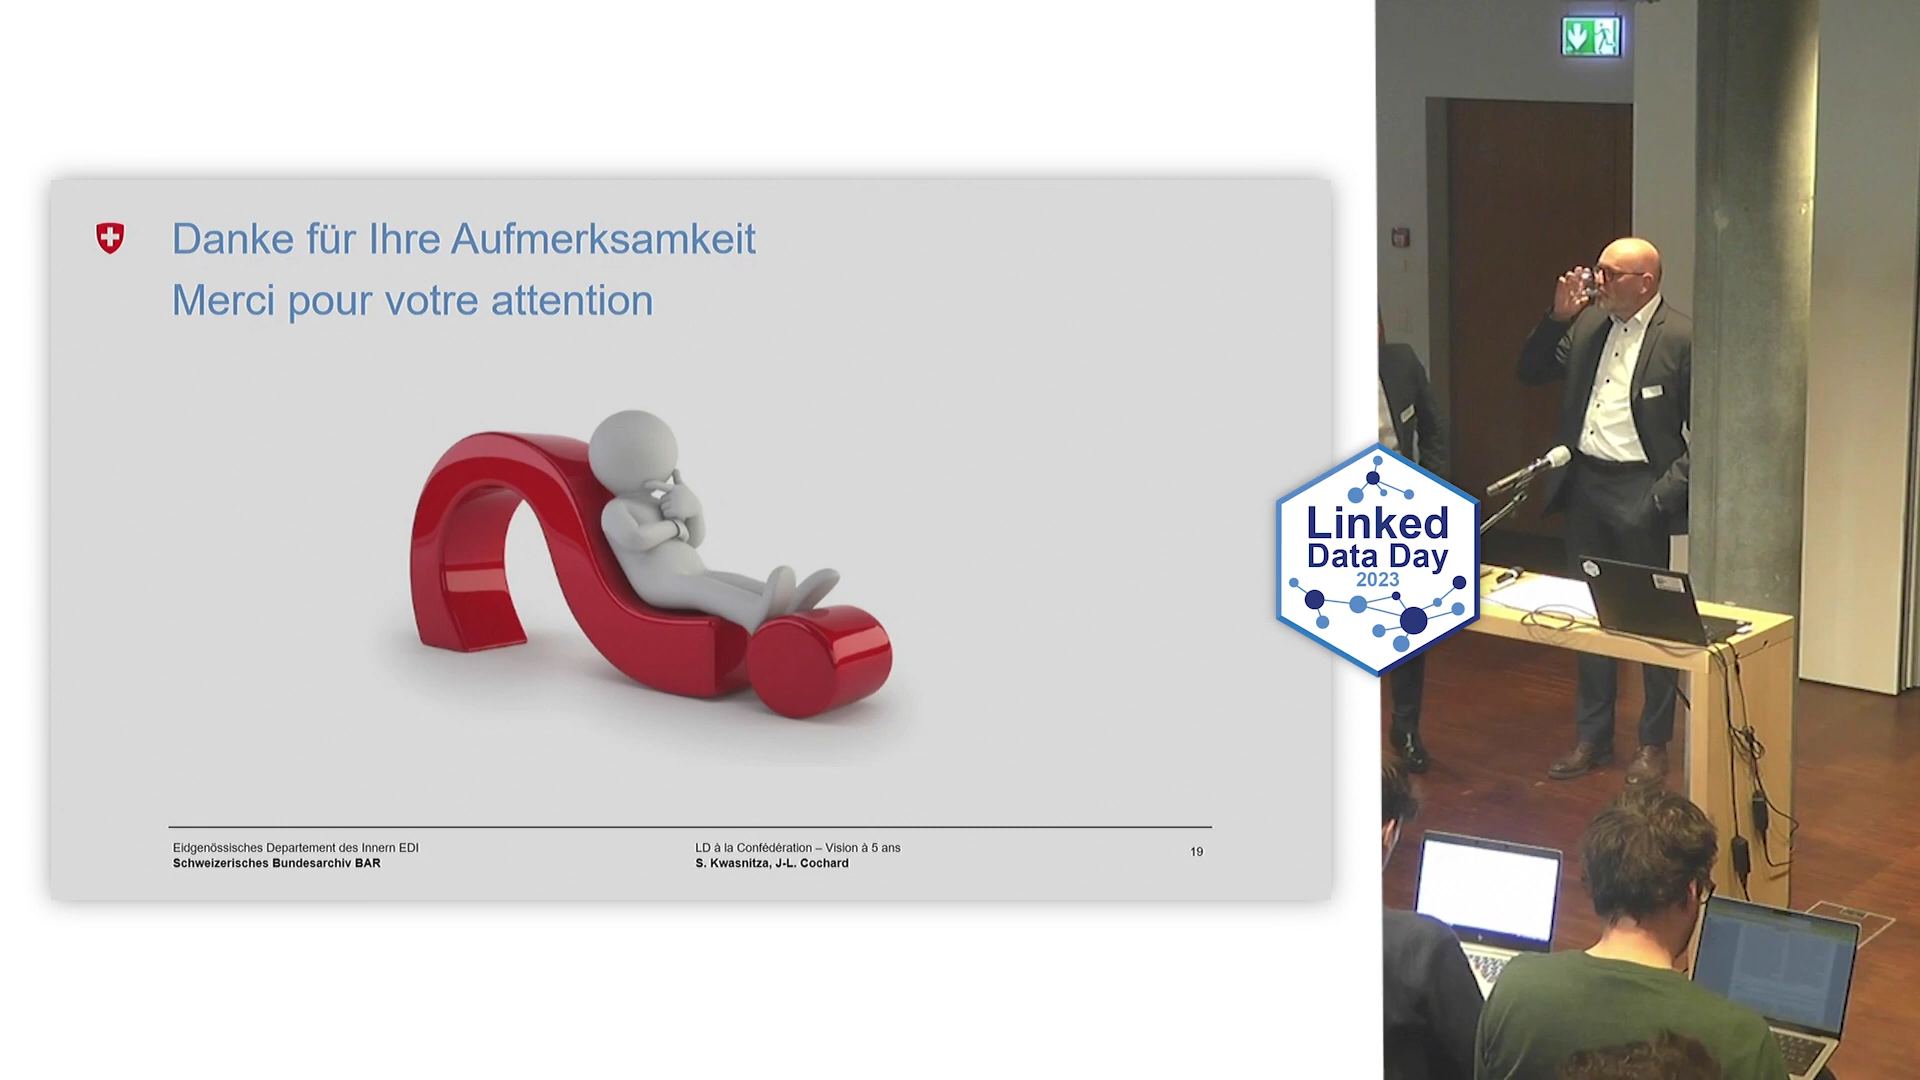 Danke für Ihre Aufmerksamkeit
Merci pour votre attention
Eidgenössisches Departement des Innern EDI
Schweizerisches Bundesarchiv BAR
LD à la Confédération – Vision à 5 ans
S. Kwasnitza, J-L. Cochard
19
Linked
Data Day
2023